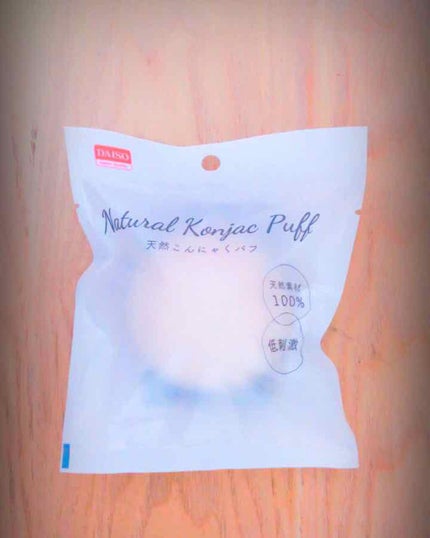 DAISO
Natural Konjac Puff
天然こんにゃくパフ
天然素材
100%
低刺激